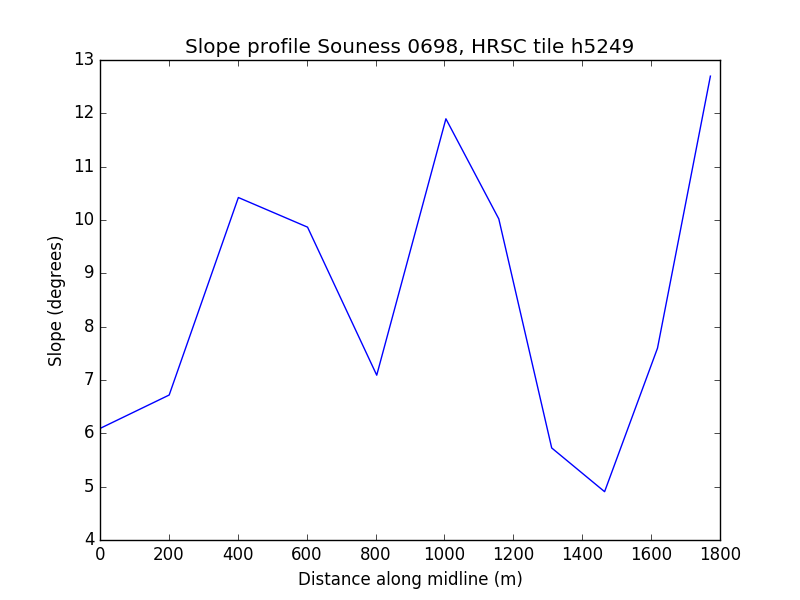 Slope profile Souness 0698, HRSC tile h5249
13
12
11
10
9
8
7
6
5
4
Slope (degrees)
0 200 400 600 800 1000 1200 1400 1600 1800
Distance along midline (m)